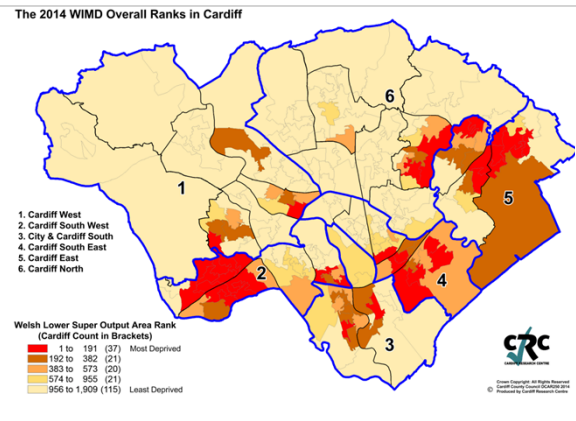 The 2014 WIMD Overall Ranks in Cardiff
6
1
5
1. Cardiff West
2. Cardiff South West
3. City & Cardiff South
4. Cardiff South East
5. Cardiff East
6. Cardiff North
2
4
3
Welsh Lower Super Output Area Rank
(Cardiff Count in Brackets)
1 to 191 (37) Most Deprived
192 to 382 (21)
383 to 573 (20)
574 to 955 (21)
956 to 1,909 (115) Least Deprived
CRC
CARDIFF RESEARCH CENTRE
Crown Copyright. All Rights Reserved
Cardiff County Council OCAR250 2014
© Produced by Cardiff Research Centre